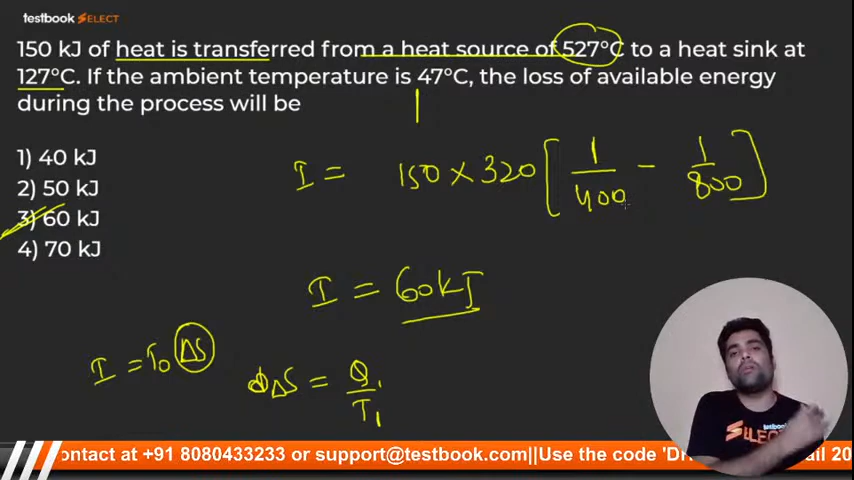 testbook SELECT
150 kJ of heat is transferred from a heat source of 527°C to a heat sink at
127°C. If the ambient temperature is 47°C, the loss of available energy
during the process will be
1) 40 kJ
2) 50 kJ
3) 60 kJ
4) 70 kJ
I = 150 × 320 [ 1/400 - 1/800 ]
I = 60kJ
I = T0 ΔS
ΔS = Q1/T1
testbook
SELECT
ontact at +91 8080433233 or support@testbook.com||Use the code